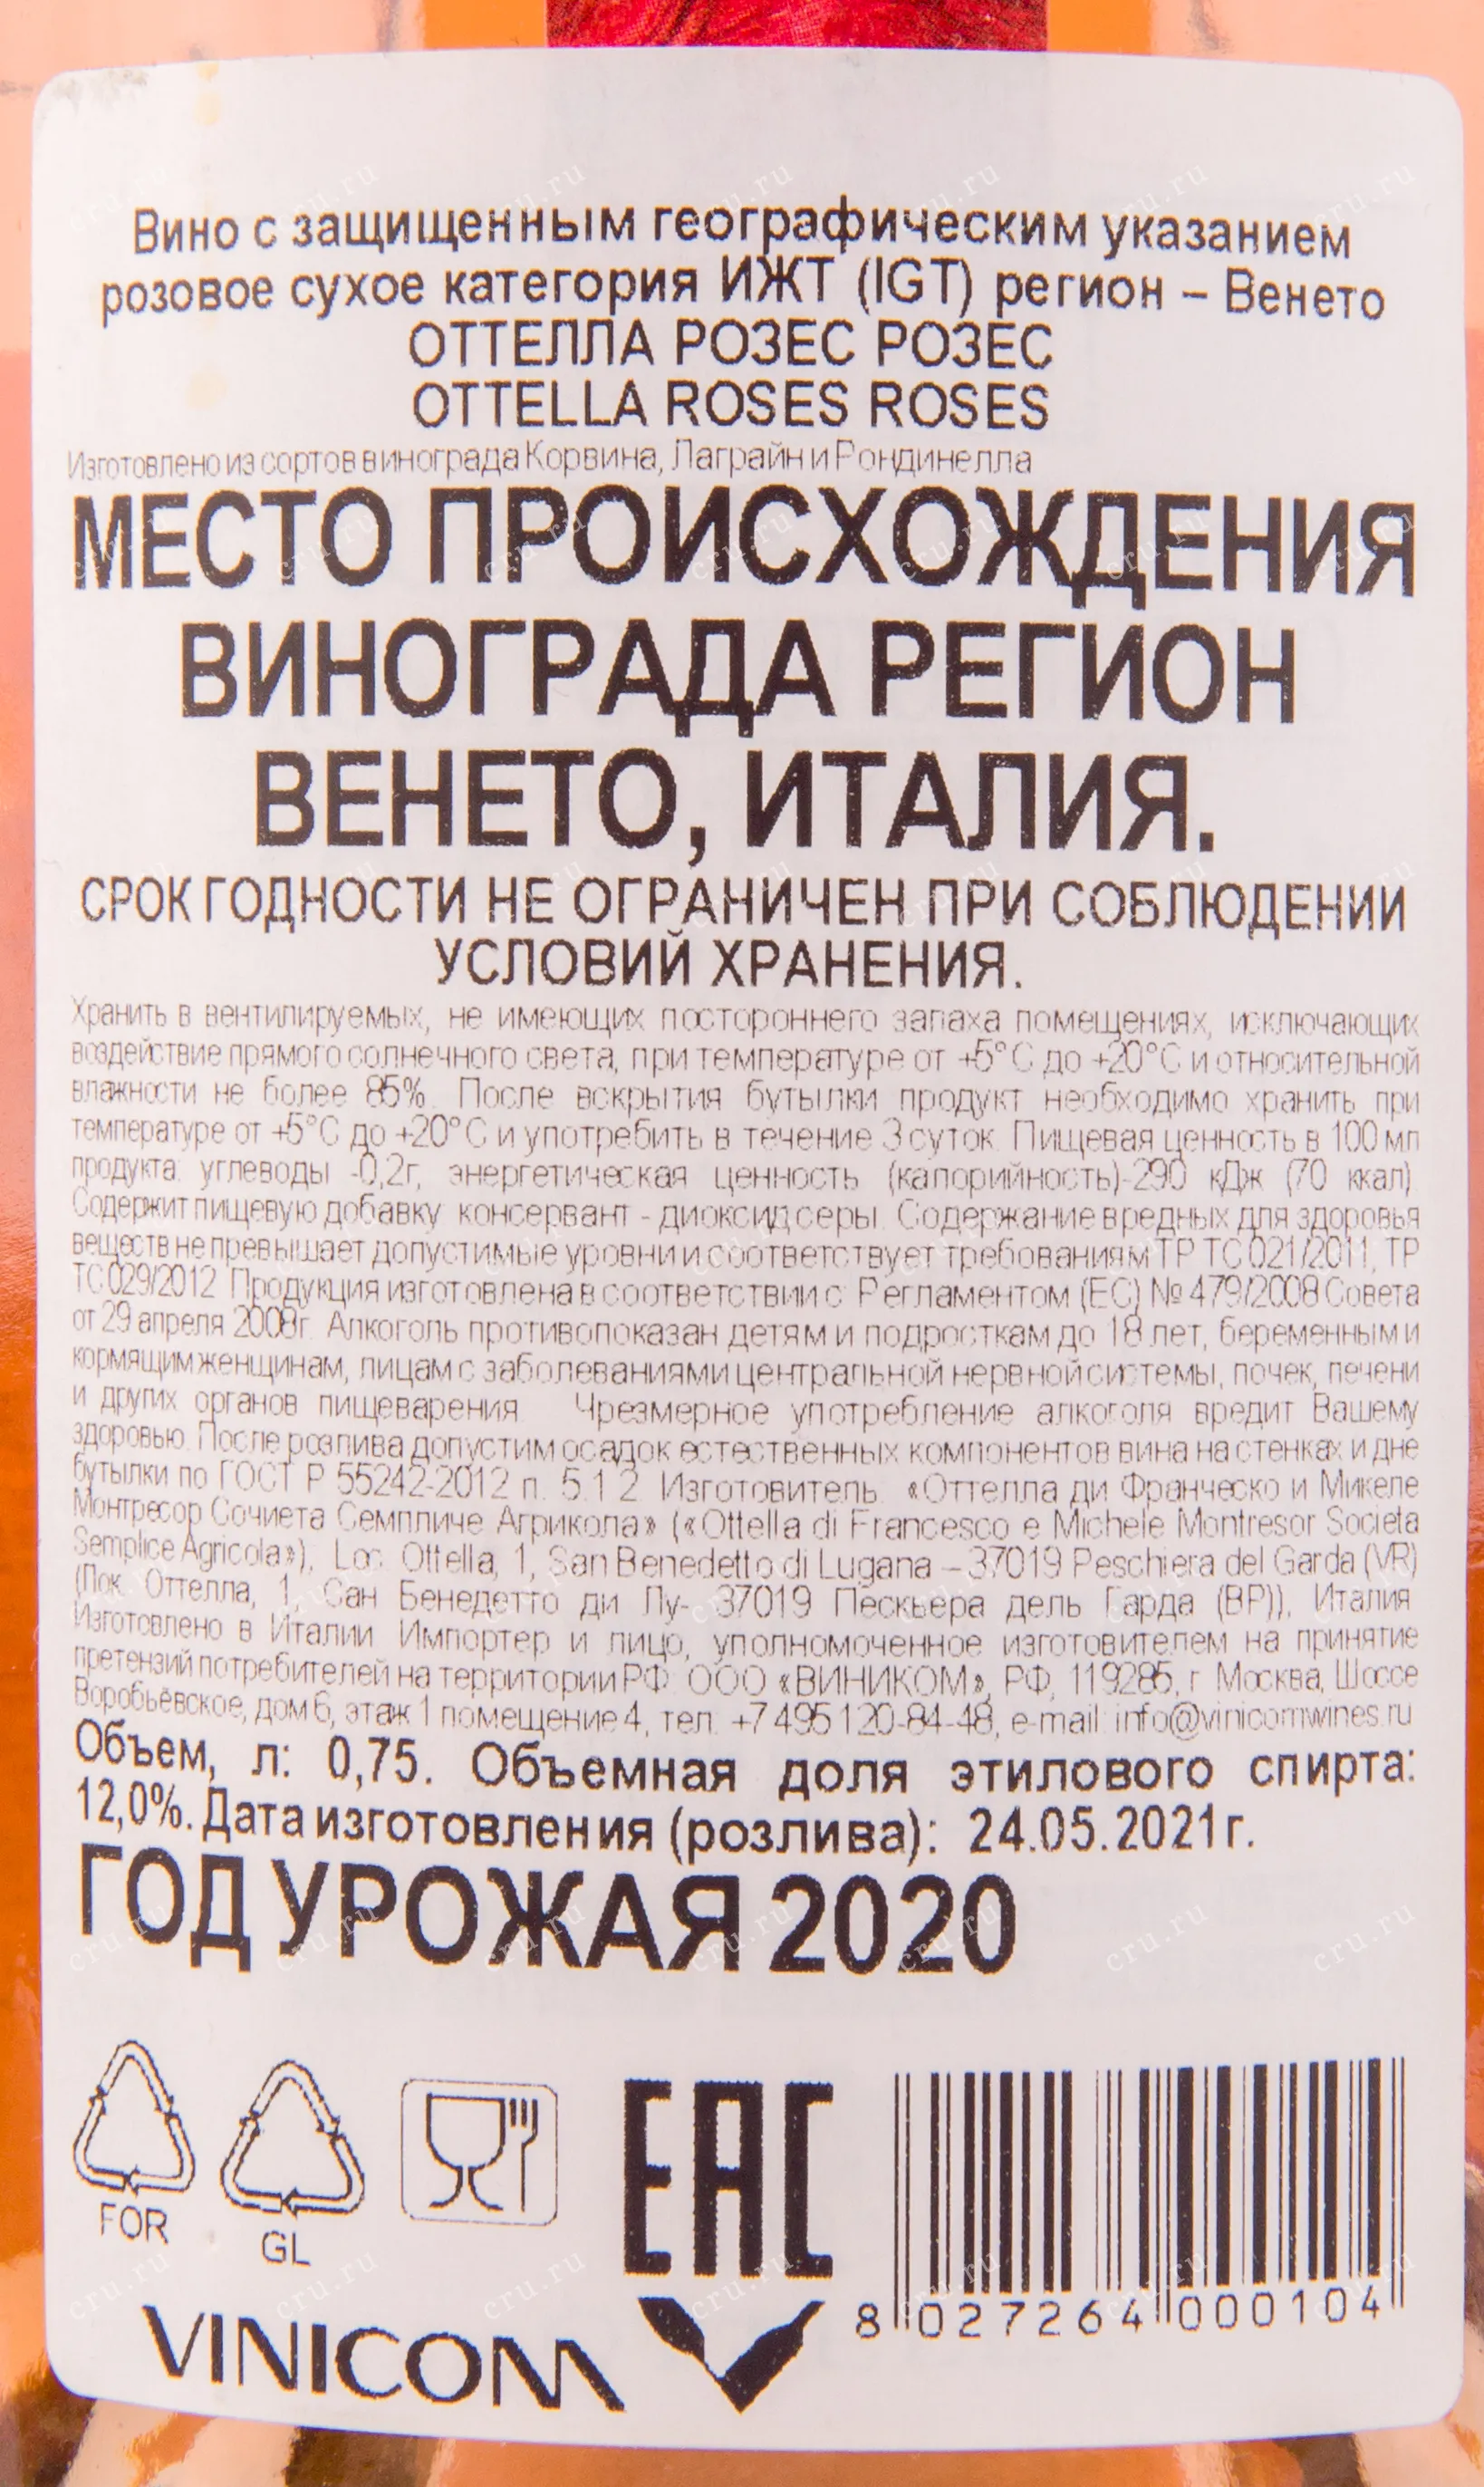 Вино с защищенным географическим указанием
розовое сухое категория ИЖТ (IGT) регион – Венето
ОТТЕЛЛА РОЗЕС РОЗЕС
OTTELLA ROSES ROSES
Изготовлено из сортов винограда Корвина, Лаграйн и Рондинелла
МЕСТО ПРОИСХОЖДЕНИЯ
ВИНОГРАДА РЕГИОН
ВЕНЕТО, ИТАЛИЯ.
СРОК ГОДНОСТИ НЕ ОГРАНИЧЕН ПРИ СОБЛЮДЕНИИ
УСЛОВИЙ ХРАНЕНИЯ.
Хранить в вентилируемых, не имеющих постороннего запаха помещениях, исключающих
воздействие прямого солнечного света, при температуре от +5°С до +20°С и относительной
влажности не более 85%. После вскрытия бутылки продукт необходимо хранить при
температуре от +5°С до +20°С и употребить в течение 3 суток. Пищевая ценность в 100 мл
продукта: углеводы -0,2г, энергетическая ценность (калорийность)-290 кДж (70 ккал).
Содержит пищевую добавку: консервант - диоксид серы. Содержание вредных для здоровья
веществ не превышает допустимые уровни и соответствует требованиям ТР ТС 021/2011, ТР
ТС 029/2012. Продукция изготовлена в соответствии с Регламентом (ЕС) № 479/2008 Совета
от 29 апреля 2008г. Алкоголь противопоказан детям и подросткам до 18 лет, беременным и
кормящим женщинам, лицам с заболеваниями центральной нервной системы, почек, печени
и других органов пищеварения. Чрезмерное употребление алкоголя вредит Вашему
здоровью. После розлива допустим осадок естественных компонентов вина на стенках и дне
бутылки по ГОСТ Р 55242-2012 п. 5.1.2. Изготовитель: «Оттелла ди Франческо и Микеле
Монтресор Сочиета Семпличе Агрикола» («Ottella di Francesco e Michele Montresor Societa
Semplice Agricola»), Loc. Ottella, 1, San Benedetto di Lugana – 37019 Peschiera del Garda (VR)
(Лок. Оттелла, 1, Сан Бенедетто ди Лу- 37019 Пескьера дель Гарда (ВР)), Италия.
Изготовлено в Италии. Импортер и лицо, уполномоченное изготовителем на принятие
претензий потребителей на территории РФ: ООО «ВИНИКОМ», РФ, 119285, г. Москва, Шоссе
Воробьёвское, дом 6, этаж 1 помещение 4, тел. +7 495 120-84-48, e-mail: info@vinicomwines.ru
Объем, л: 0,75. Объемная доля этилового спирта:
12,0%. Дата изготовления (розлива): 24.05.2021г.
ГОД УРОЖАЯ 2020
FOR
GL
EAC
8 027264 000104
VINICOM
cru.ru